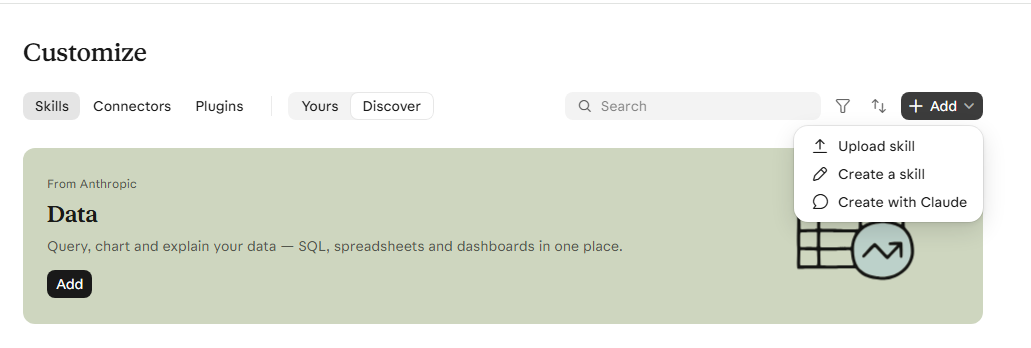 Customize
Skills Connectors Plugins Yours Discover Search Add
Upload skill
Create a skill
Create with Claude
From Anthropic
Data
Query, chart and explain your data — SQL, spreadsheets and dashboards in one place.
Add